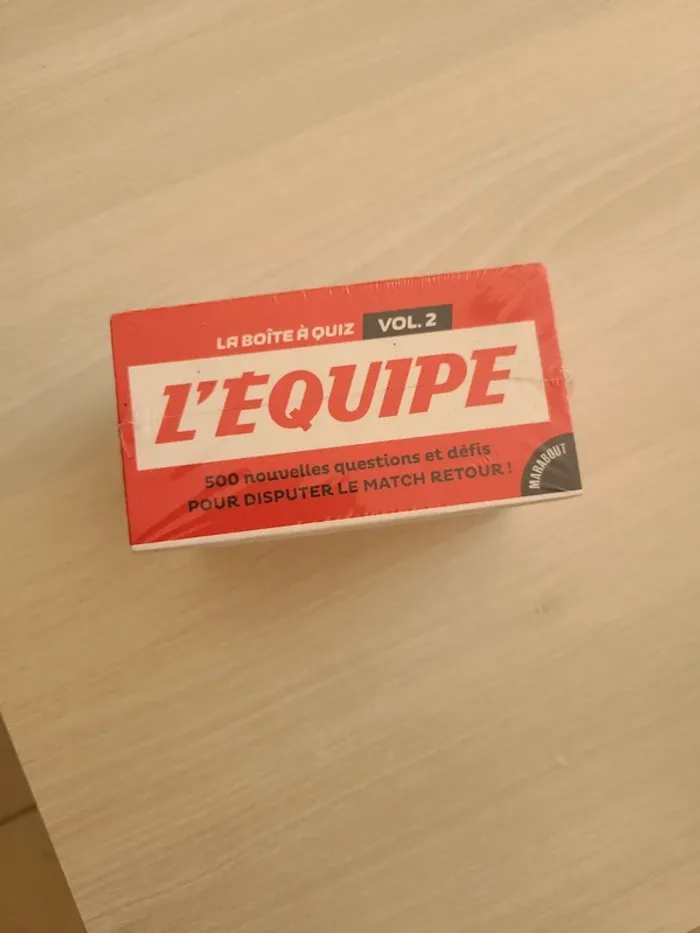 LA BOÎTE À QUIZ VOL. 2
L'ÉQUIPE
500 nouvelles questions et défis
POUR DISPUTER LE MATCH RETOUR !
MARABOUT